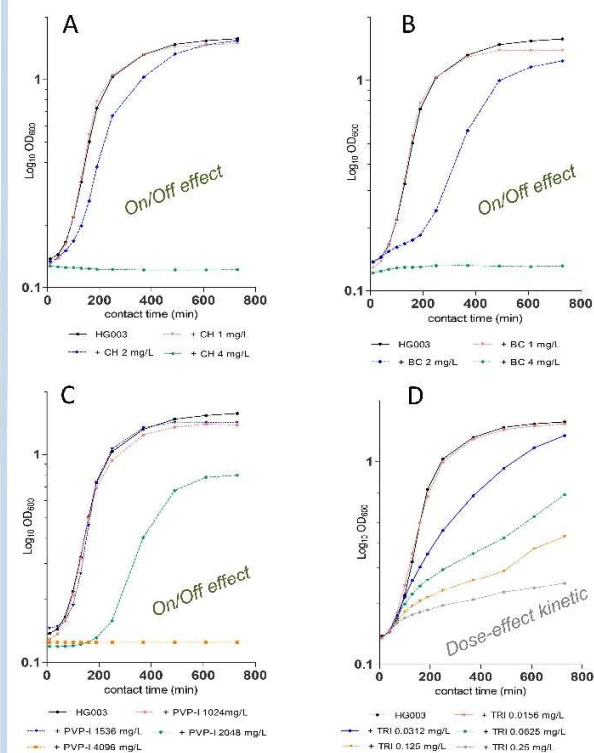 A
1
Log10 OD600
On/Off effect
0.1
0 200 400 600 800
contact time (min)
HG003 + CH 1 mg/L
+ CH 2 mg/L + CH 4 mg/L
B
1
Log10 OD600
On/Off effect
0.1
0 200 400 600 800
contact time (min)
HG003 + BC 1 mg/L
+ BC 2 mg/L + BC 4 mg/L
C
1
Log10 OD600
On/Off effect
0.1
0 200 400 600 800
contact time (min)
HG003 + PVP-I 1024mg/L
+ PVP-I 1536 mg/L + PVP-I 2048 mg/L
+ PVP-I 4096 mg/L
D
1
Log10 OD600
Dose-effect kinetic
0.1
0 200 400 600 800
contact time (min)
HG003 + TRI 0.0156 mg/L
+ TRI 0.0312 mg/L + TRI 0.0625 mg/L
+ TRI 0.125 mg/L + TRI 0.25 mg/L